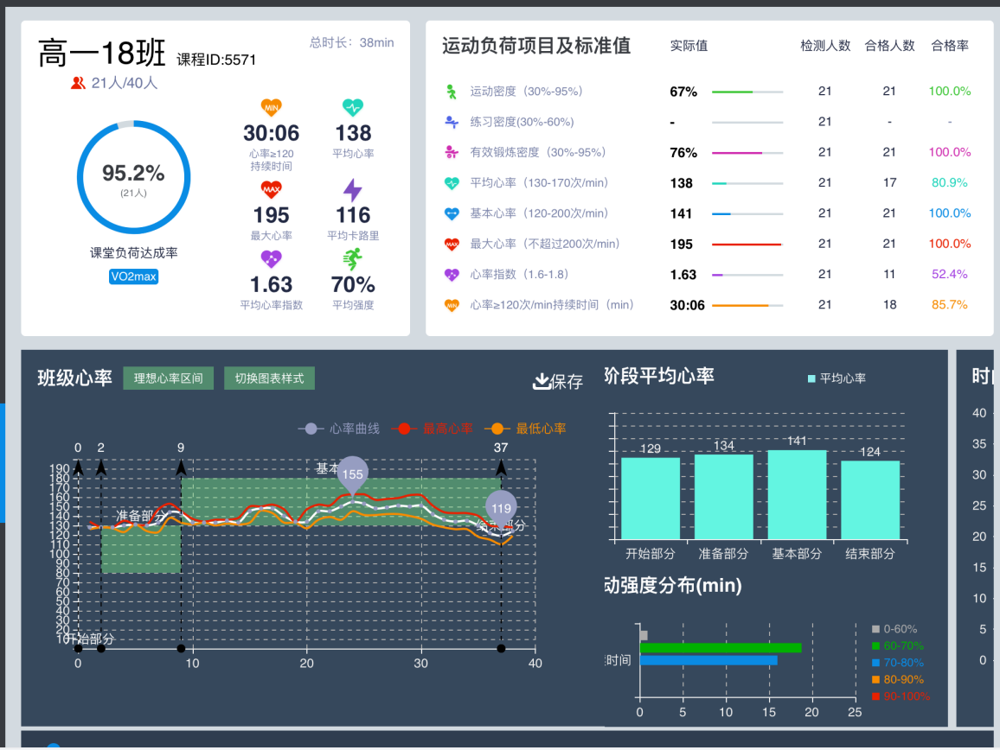 高一18班 课程ID:5571
总时长：38min
21人/40人
95.2%
(21人)
课堂负荷达成率
VO2max
MIN
30:06
心率≥120
持续时间
138
平均心率
MAX
195
最大心率
116
平均卡路里
1.63
平均心率指数
70%
平均强度
运动负荷项目及标准值 实际值 检测人数 合格人数 合格率
运动密度（30%-95%） 67% 21 21 100.0%
练习密度(30%-60%) - 21 - -
有效锻炼密度（30%-95%） 76% 21 21 100.0%
平均心率（130-170次/min） 138 21 17 80.9%
基本心率（120-200次/min） 141 21 21 100.0%
MAX 最大心率（不超过200次/min） 195 21 21 100.0%
心率指数（1.6-1.8） 1.63 21 11 52.4%
MIN 心率≥120次/min持续时间（min） 30:06 21 18 85.7%
班级心率 理想心率区间 切换图表样式 保存
心率曲线 最高心率 最低心率
0 2 9 37
190
180
170
160
150
140
130
120
110
100
90
80
70
60
50
40
30
20
10
开始部分
准备部分
基本
155
119
结束部分
0 10 20 30 40
阶段平均心率 平均心率
129 134 141 124
开始部分 准备部分 基本部分 结束部分
动强度分布(min)
时间
0-60%
60-70%
70-80%
80-90%
90-100%
0 5 10 15 20 25
时
40
35
30
25
20
15
10
5
0